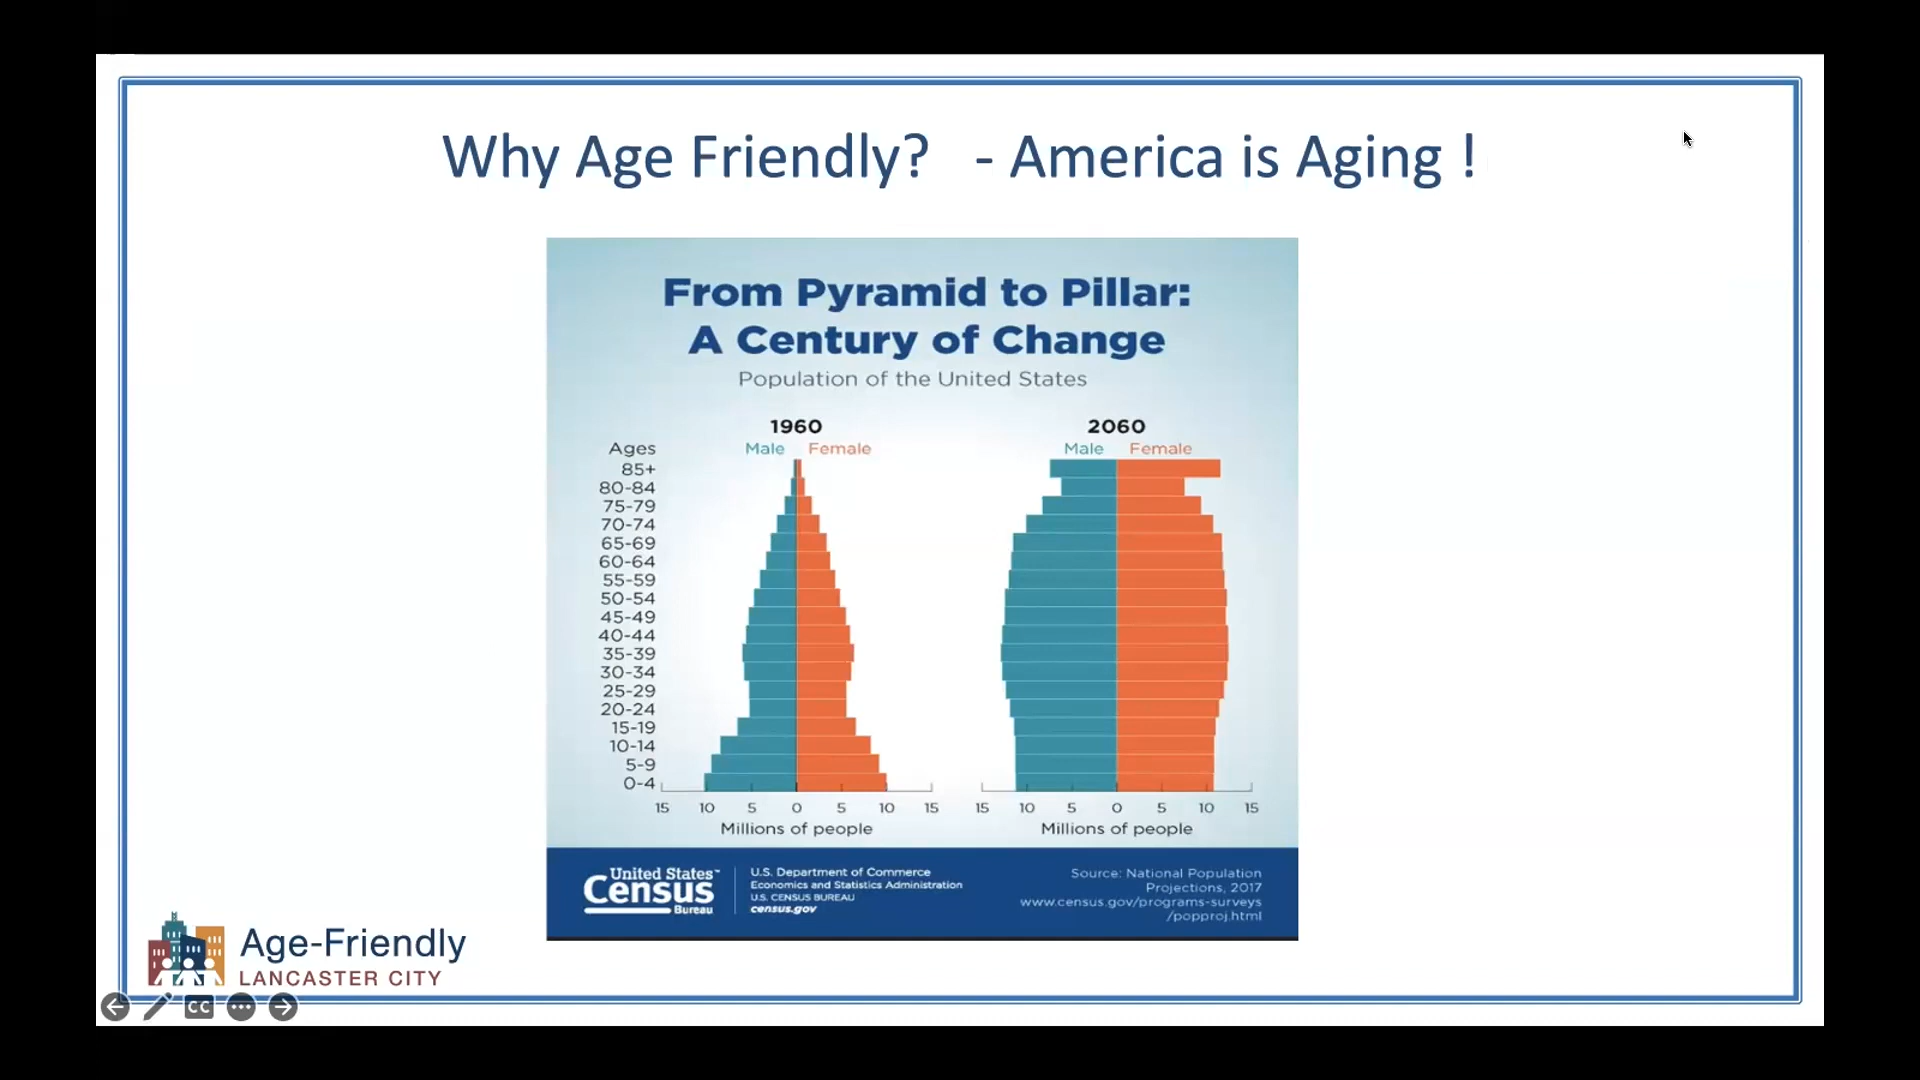 Why Age Friendly? - America is Aging !
From Pyramid to Pillar:
A Century of Change
Population of the United States
1960
2060
Ages
Male Female
Male Female
85+
80-84
75-79
70-74
65-69
60-64
55-59
50-54
45-49
40-44
35-39
30-34
25-29
20-24
15-19
10-14
5-9
0-4
15 10 5 0 5 10 15
15 10 5 0 5 10 15
Millions of people
Millions of people
United States™
Census
Bureau
U.S. Department of Commerce
Economics and Statistics Administration
U.S. CENSUS BUREAU
census.gov
Source: National Population
Projections, 2017
www.census.gov/programs-surveys
/popproj.html
Age-Friendly
LANCASTER CITY
CC